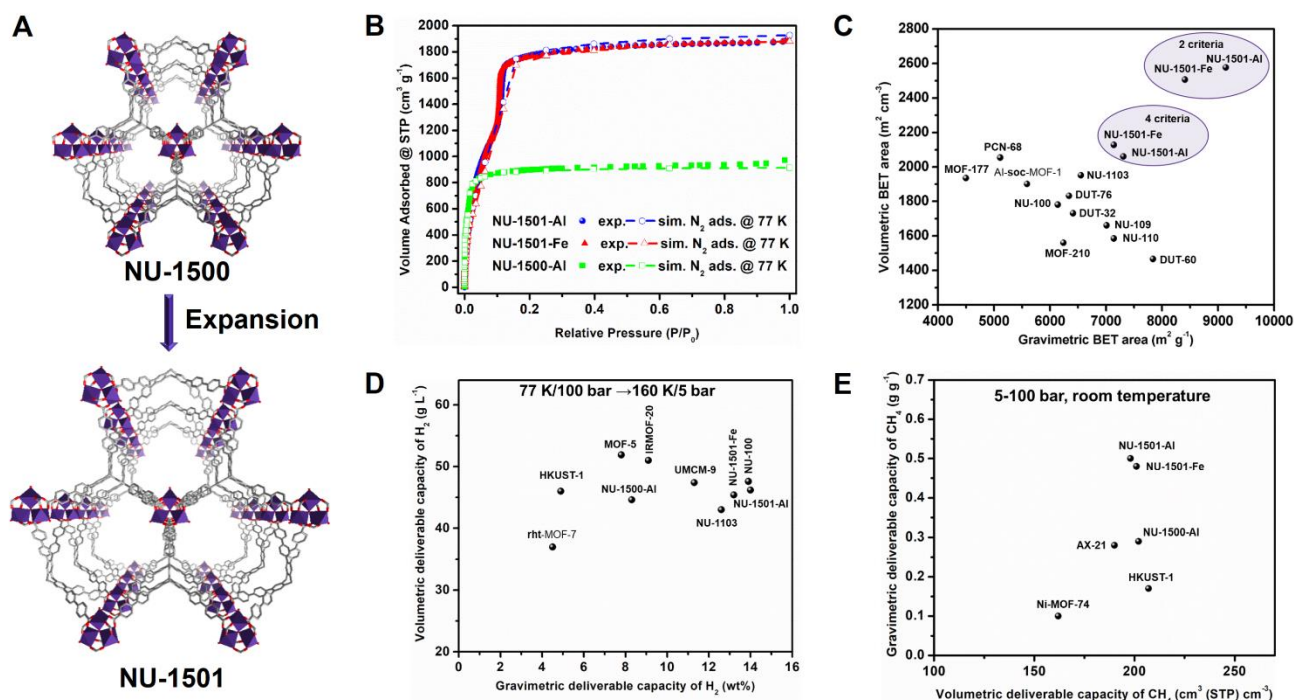 A
NU-1500
Expansion
NU-1501
B
Volume Adsorbed @ STP (cm³ g⁻¹)
2000
1800
1600
1400
1200
1000
800
600
400
200
0
NU-1501-Al exp. sim. N₂ ads. @ 77 K
NU-1501-Fe exp. sim. N₂ ads. @ 77 K
NU-1500-Al exp. sim. N₂ ads. @ 77 K
0.0 0.2 0.4 0.6 0.8 1.0
Relative Pressure (P/P₀)
C
Volumetric BET area (m² cm⁻³)
2800
2600
2400
2200
2000
1800
1600
1400
1200
2 criteria
NU-1501-Al
NU-1501-Fe
4 criteria
NU-1501-Fe
NU-1501-Al
PCN-68
MOF-177
Al-soc-MOF-1
NU-1103
DUT-76
NU-100
DUT-32
NU-109
NU-110
MOF-210
DUT-60
4000 5000 6000 7000 8000 9000 10000
Gravimetric BET area (m² g⁻¹)
D
Volumetric deliverable capacity of H₂ (g L⁻¹)
60
50
40
30
20
77 K/100 bar →160 K/5 bar
IRMOF-20
MOF-5
NU-1501-Fe
NU-100
HKUST-1
UMCM-9
NU-1500-Al
NU-1501-Al
NU-1103
rht-MOF-7
0 2 4 6 8 10 12 14 16
Gravimetric deliverable capacity of H₂ (wt%)
E
Gravimetric deliverable capacity of CH₄ (g g⁻¹)
0.7
0.6
0.5
0.4
0.3
0.2
0.1
0.0
5-100 bar, room temperature
NU-1501-Al
NU-1501-Fe
NU-1500-Al
AX-21
HKUST-1
Ni-MOF-74
100 150 200 250
Volumetric deliverable capacity of CH₄ (cm³ (STP) cm⁻³)